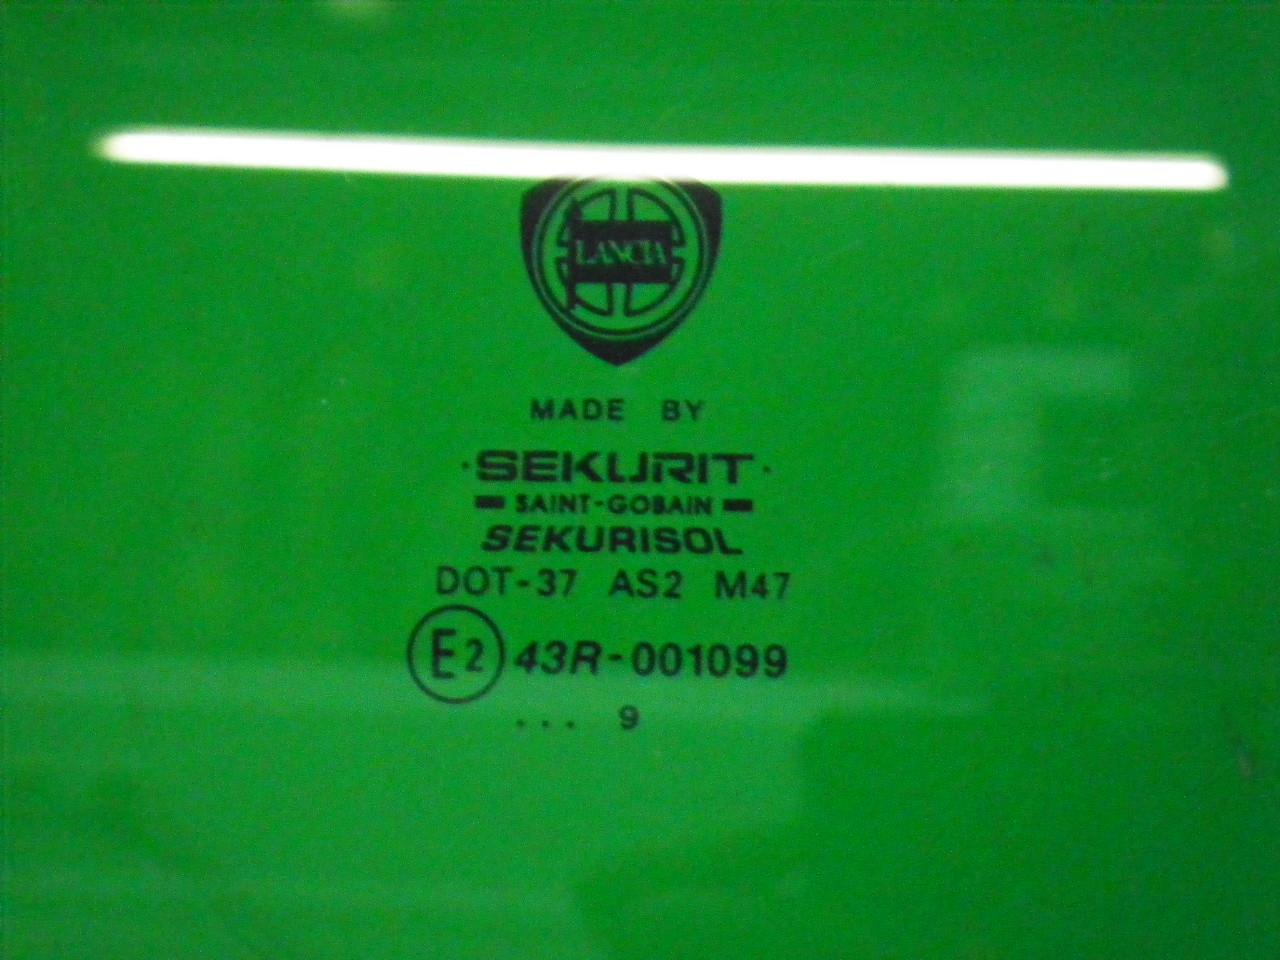 LANCIA
MADE BY
·SEKURIT·
SAINT-GOBAIN
SEKURISOL
DOT-37 AS2 M47
E2 43R-001099
... 9